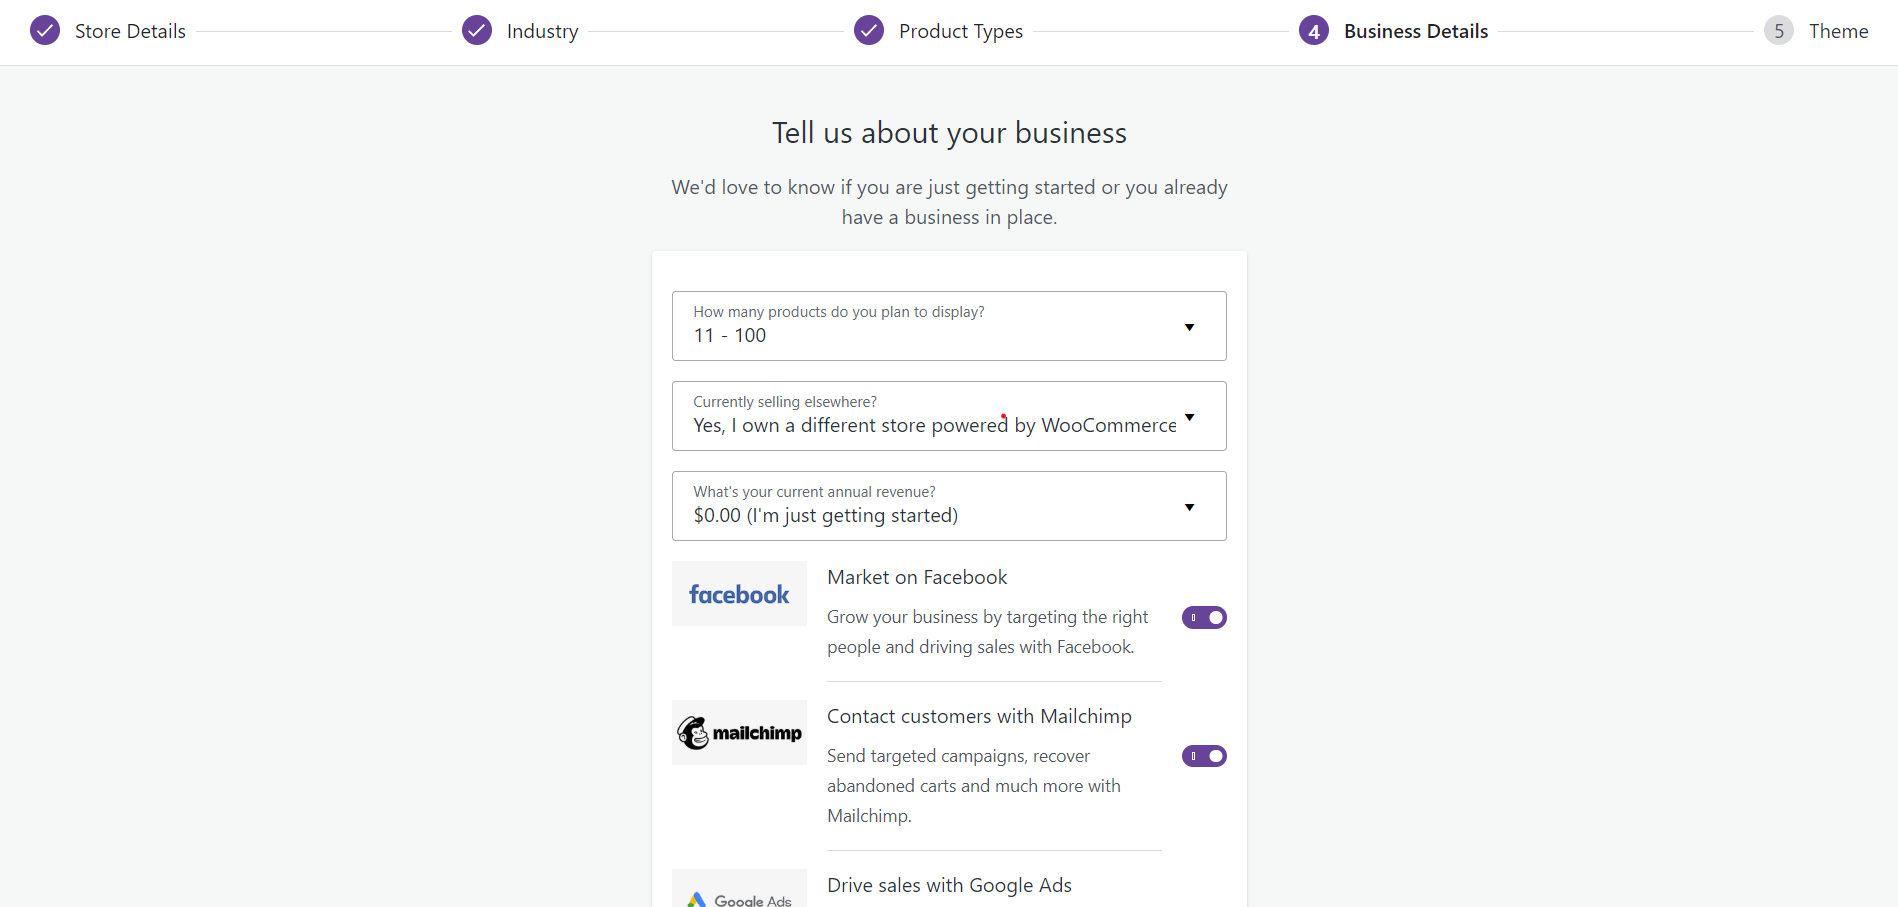 Store Details
Industry
Product Types
4 Business Details
5 Theme
Tell us about your business
We'd love to know if you are just getting started or you already
have a business in place.
How many products do you plan to display?
11 - 100
Currently selling elsewhere?
Yes, I own a different store powered by WooCommerce
What's your current annual revenue?
$0.00 (I'm just getting started)
facebook
Market on Facebook
Grow your business by targeting the right
people and driving sales with Facebook.
mailchimp
Contact customers with Mailchimp
Send targeted campaigns, recover
abandoned carts and much more with
Mailchimp.
Google Ads
Drive sales with Google Ads